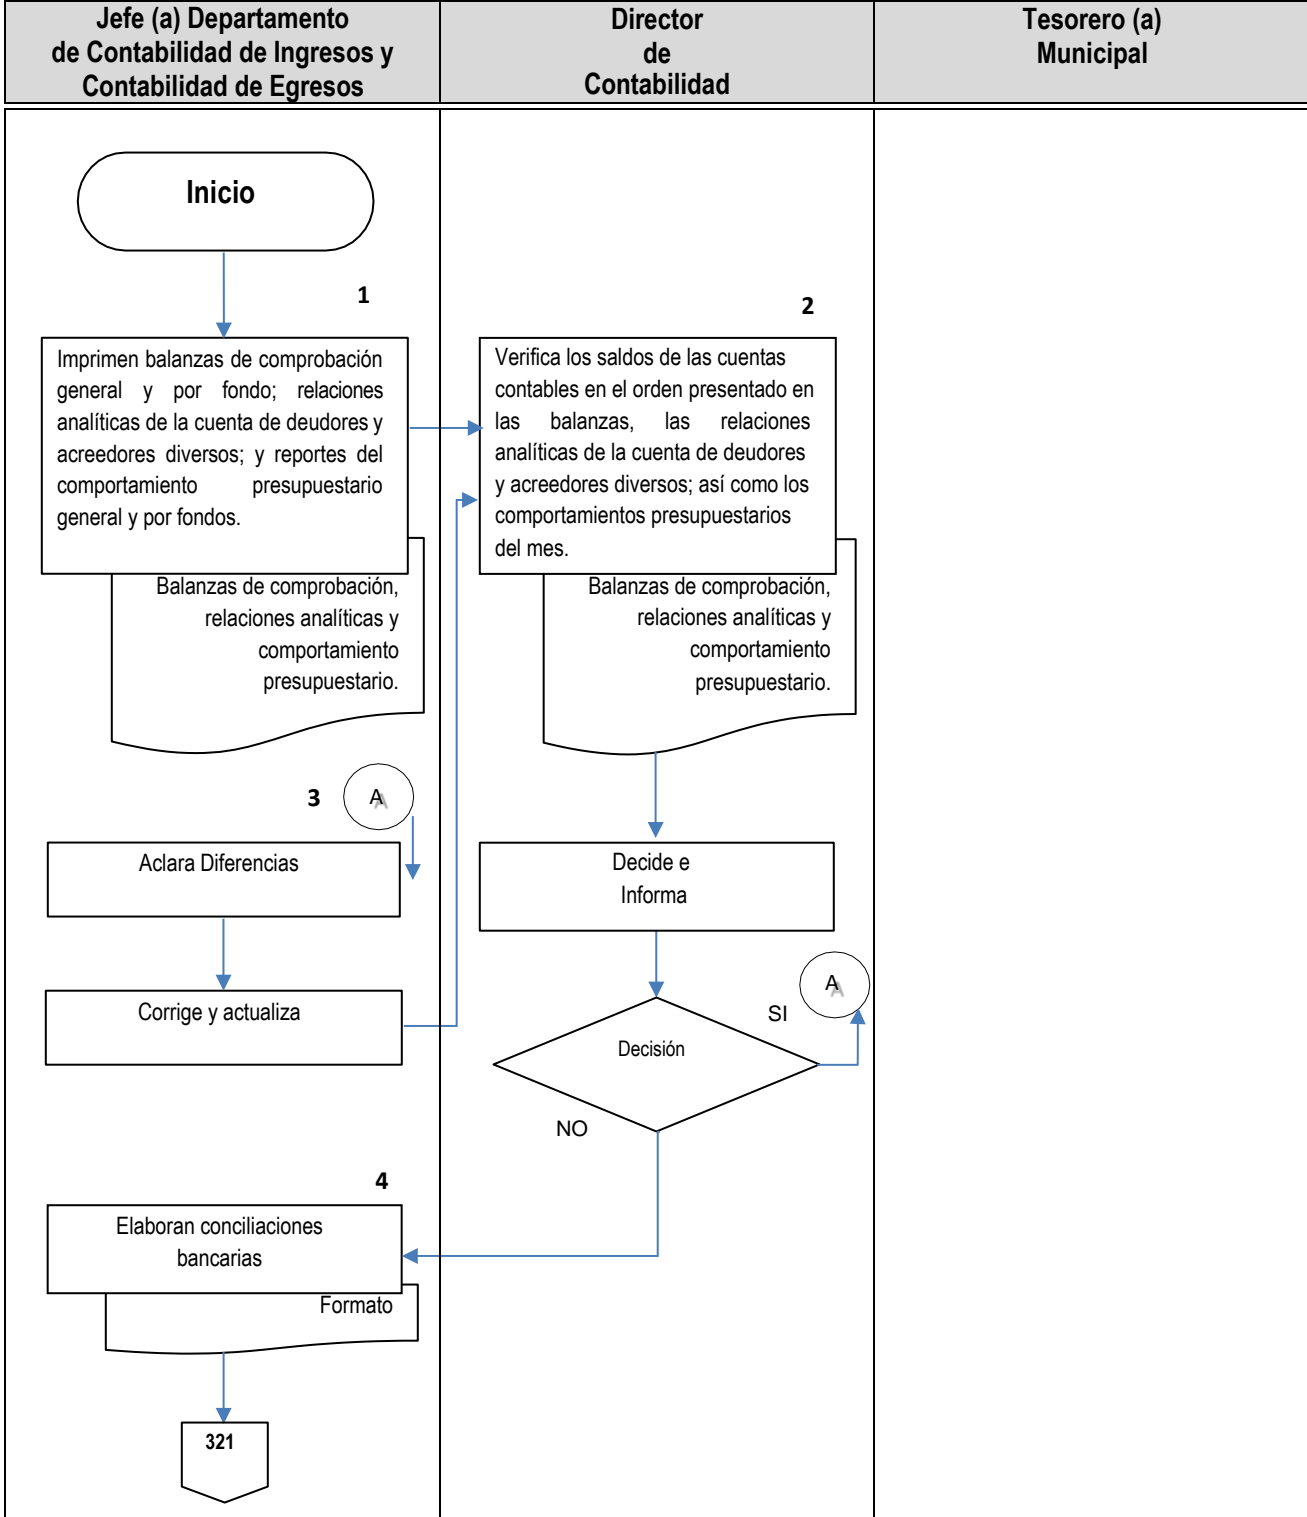 Jefe (a) Departamento
de Contabilidad de Ingresos y
Contabilidad de Egresos
Director
de
Contabilidad
Tesorero (a)
Municipal
Inicio
1
Imprimen balanzas de comprobación
general y por fondo; relaciones
analíticas de la cuenta de deudores y
acreedores diversos; y reportes del
comportamiento presupuestario
general y por fondos.
Balanzas de comprobación,
relaciones analíticas y
comportamiento
presupuestario.
2
Verifica los saldos de las cuentas
contables en el orden presentado en
las balanzas, las relaciones
analíticas de la cuenta de deudores
y acreedores diversos; así como los
comportamientos presupuestarios
del mes.
Balanzas de comprobación,
relaciones analíticas y
comportamiento
presupuestario.
3
A
Aclara Diferencias
Corrige y actualiza
Decide e
Informa
A
SI
Decisión
NO
4
Elaboran conciliaciones
bancarias
Formato
321